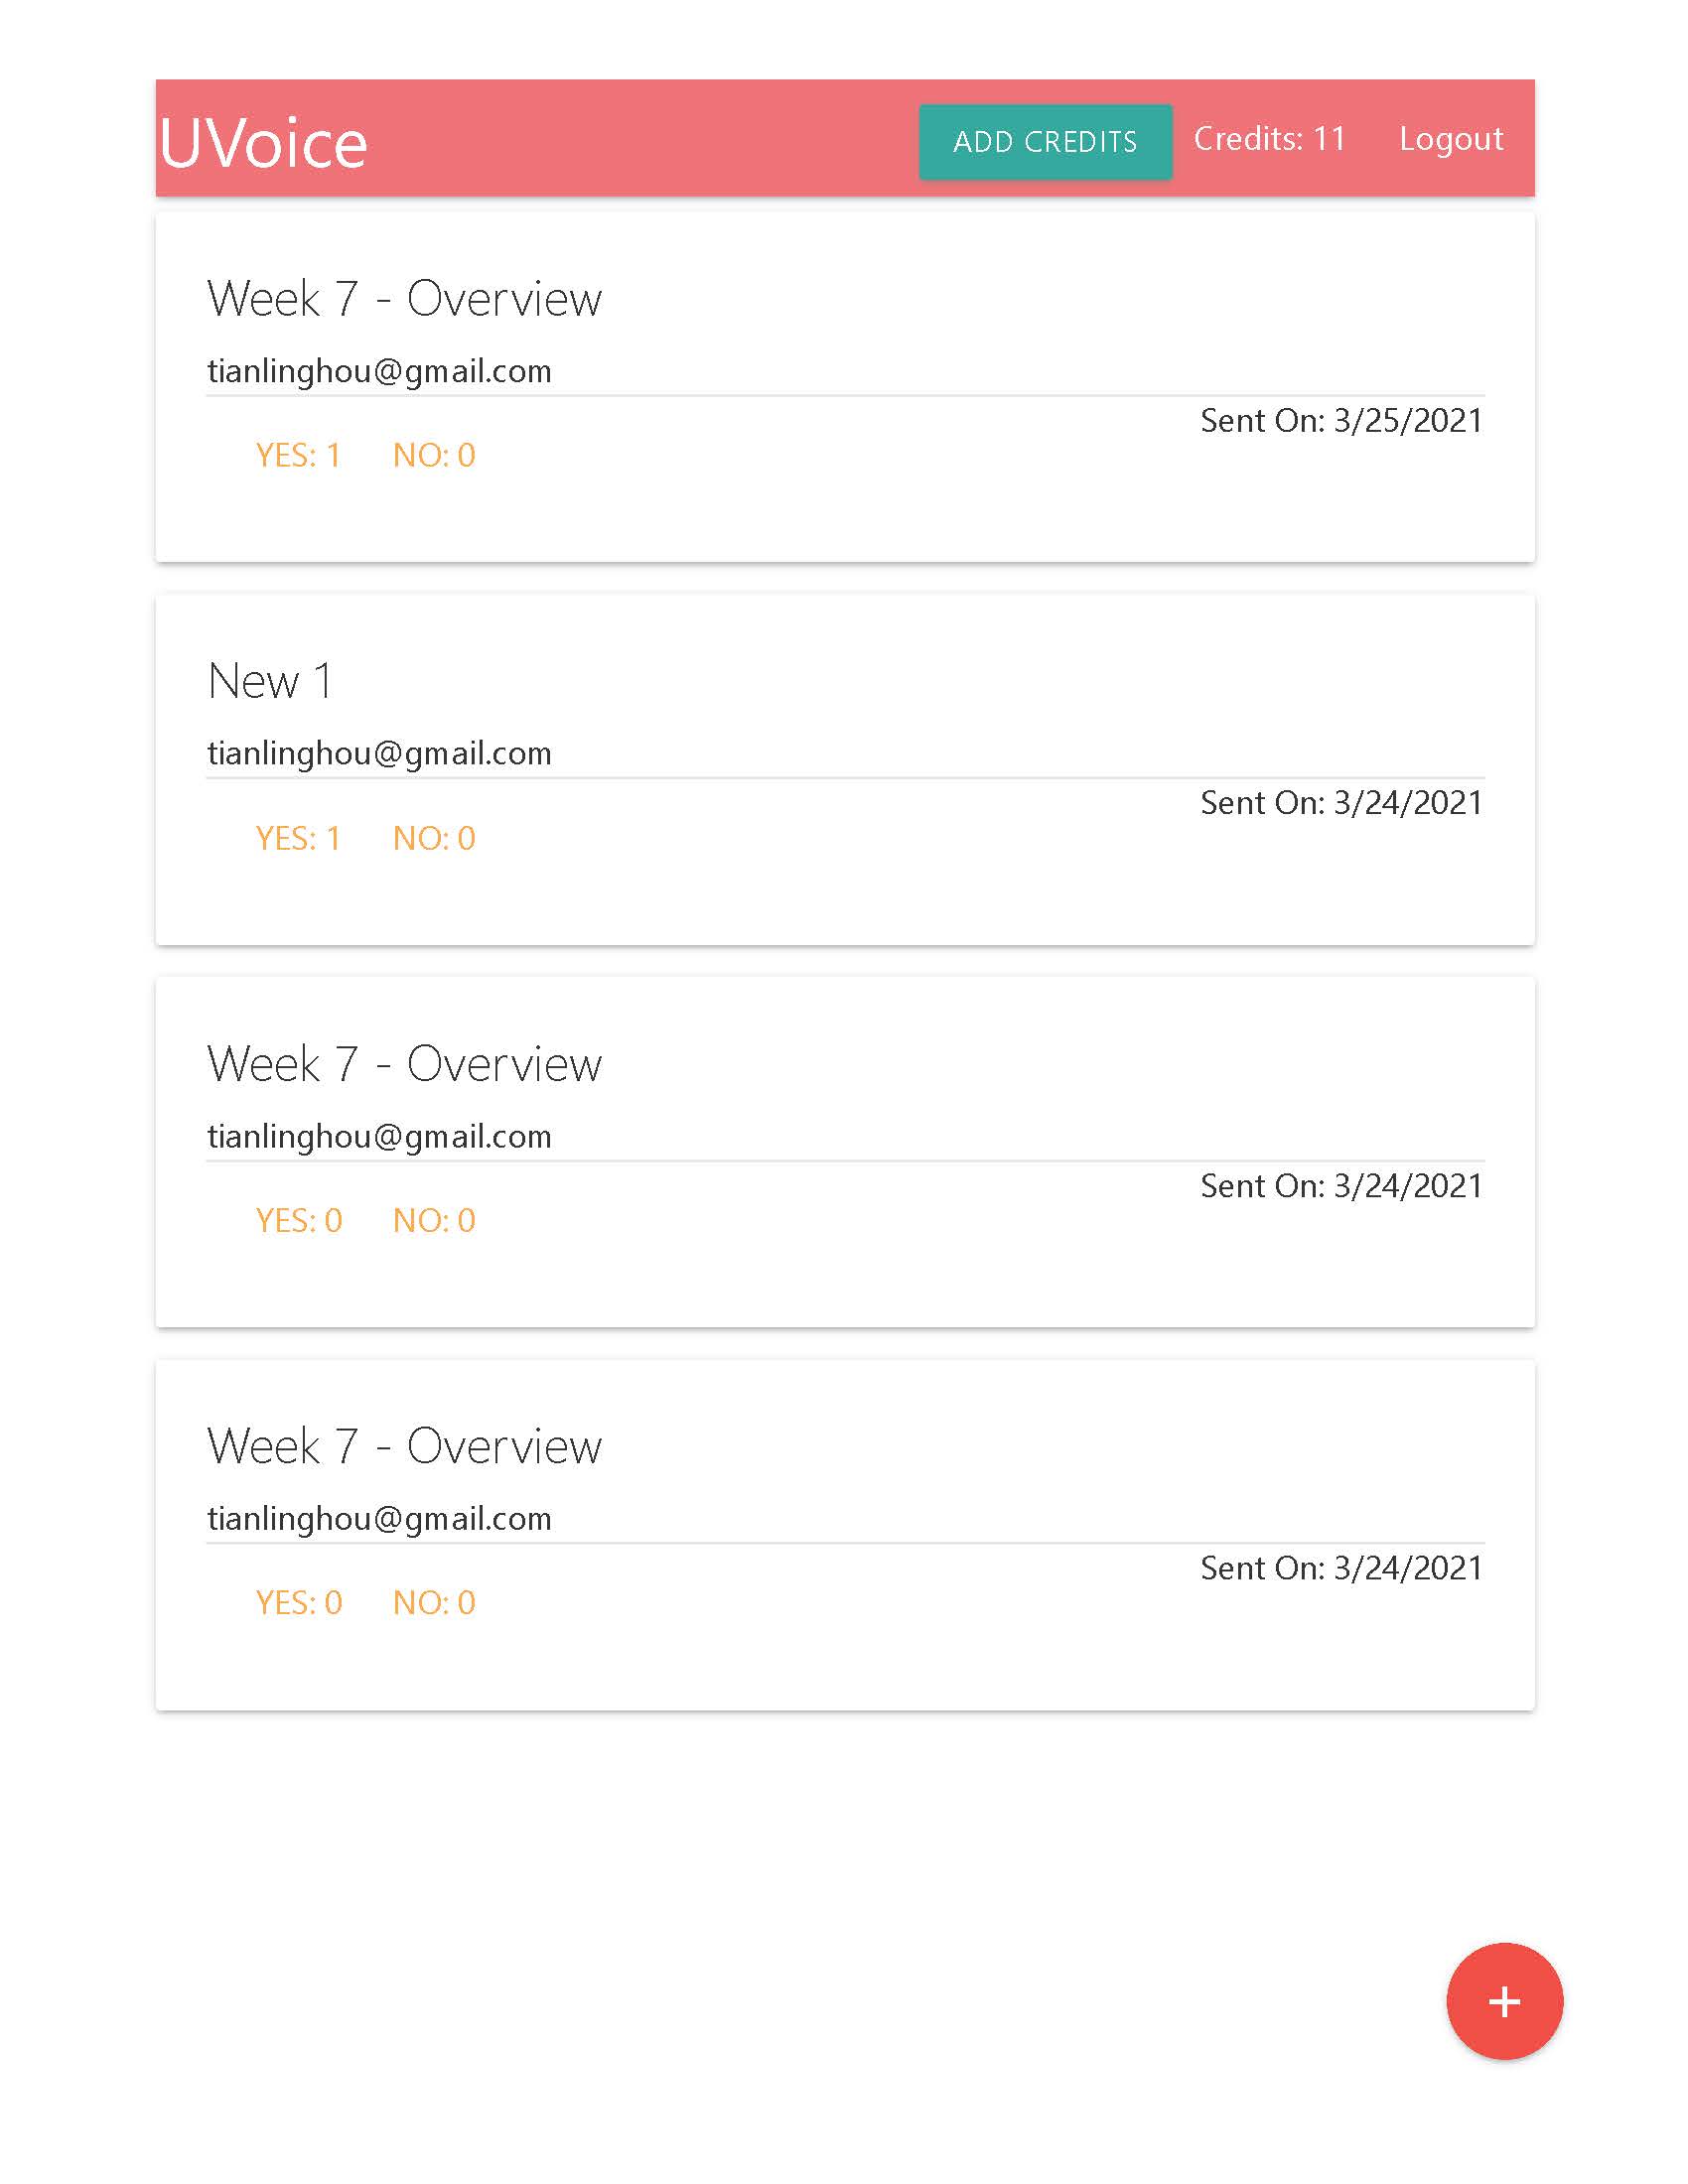 UVoice ADD CREDITS Credits: 11 Logout
Week 7 - Overview
tianlinghou@gmail.com
Sent On: 3/25/2021
YES: 1 NO: 0
New 1
tianlinghou@gmail.com
Sent On: 3/24/2021
YES: 1 NO: 0
Week 7 - Overview
tianlinghou@gmail.com
Sent On: 3/24/2021
YES: 0 NO: 0
Week 7 - Overview
tianlinghou@gmail.com
Sent On: 3/24/2021
YES: 0 NO: 0
+